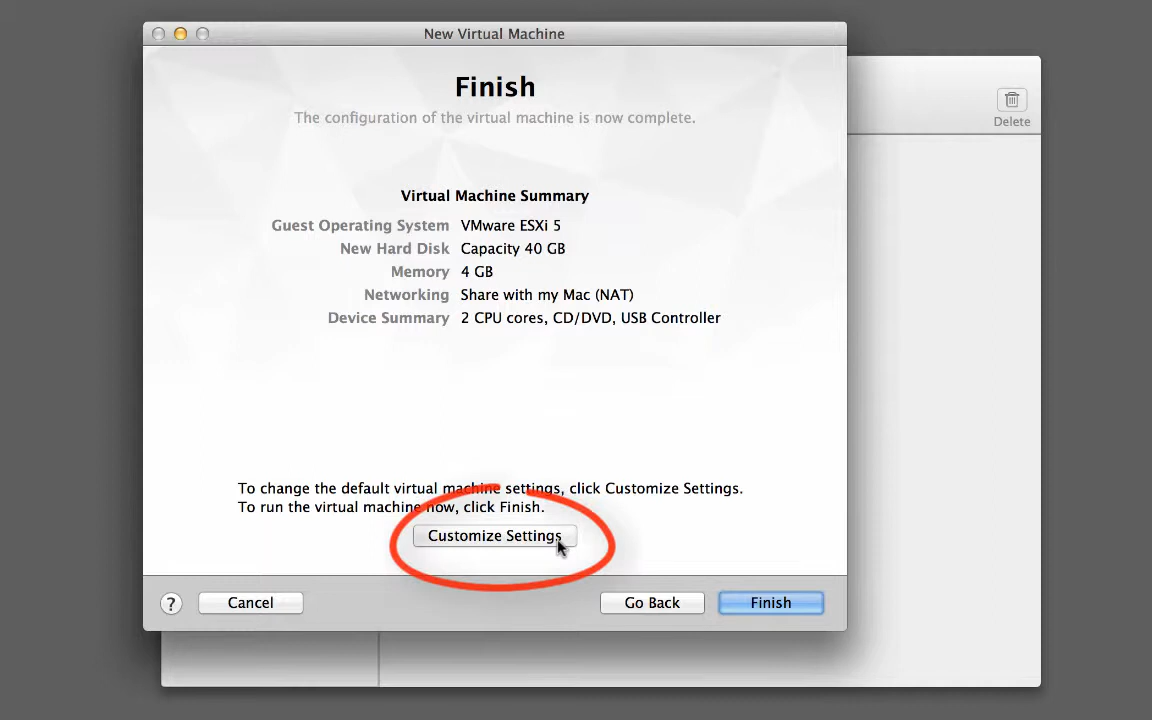 New Virtual Machine
Finish
The configuration of the virtual machine is now complete.
Delete
Virtual Machine Summary
Guest Operating System VMware ESXi 5
New Hard Disk Capacity 40 GB
Memory 4 GB
Networking Share with my Mac (NAT)
Device Summary 2 CPU cores, CD/DVD, USB Controller
To change the default virtual machine settings, click Customize Settings.
To run the virtual machine now, click Finish.
Customize Settings
? Cancel Go Back Finish